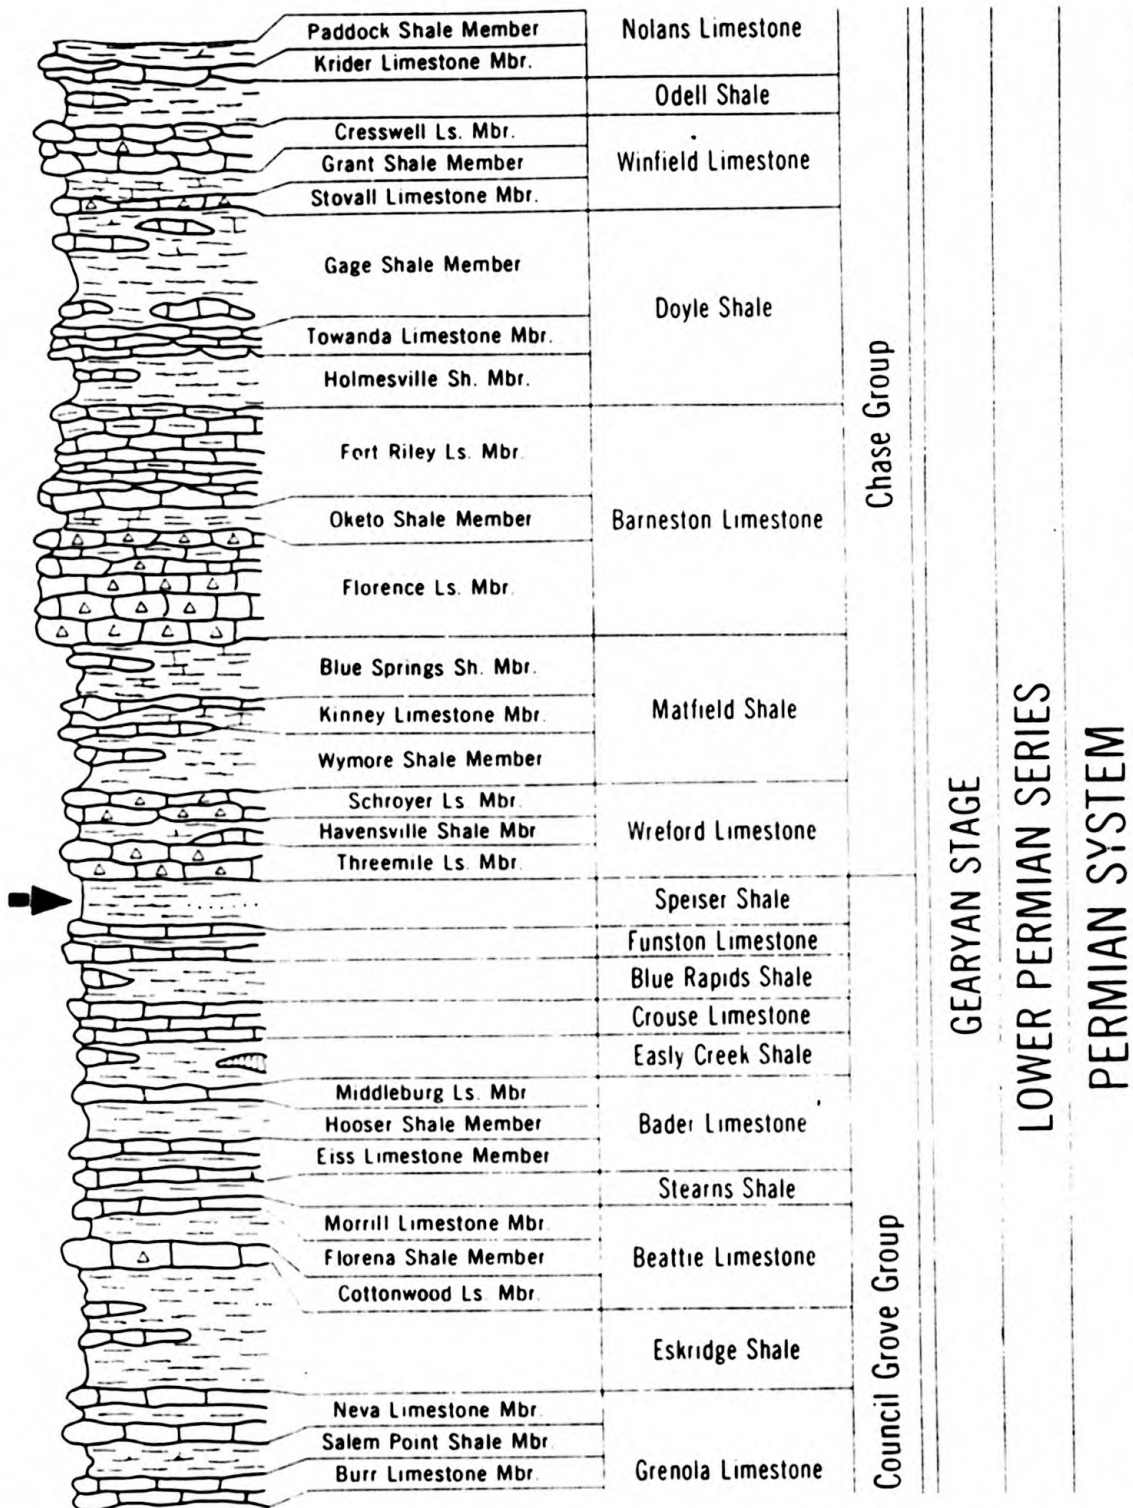 Paddock Shale Member
Nolans Limestone
Krider Limestone Mbr.
Odell Shale
Cresswell Ls. Mbr.
Grant Shale Member
Winfield Limestone
Stovall Limestone Mbr.
Gage Shale Member
Doyle Shale
Towanda Limestone Mbr.
Holmesville Sh. Mbr.
Chase Group
Fort Riley Ls. Mbr.
Oketo Shale Member
Barneston Limestone
Florence Ls. Mbr.
Blue Springs Sh. Mbr.
Kinney Limestone Mbr.
Matfield Shale
Wymore Shale Member
Schroyer Ls. Mbr.
Havensville Shale Mbr
Wreford Limestone
Threemile Ls. Mbr.
Speiser Shale
Funston Limestone
Blue Rapids Shale
Crouse Limestone
Easly Creek Shale
Middleburg Ls. Mbr
Hooser Shale Member
Bader Limestone
Eiss Limestone Member
Stearns Shale
Morrill Limestone Mbr.
Florena Shale Member
Beattie Limestone
Cottonwood Ls. Mbr.
Eskridge Shale
Neva Limestone Mbr.
Salem Point Shale Mbr.
Burr Limestone Mbr.
Grenola Limestone
Council Grove Group
GEARYAN STAGE
LOWER PERMIAN SERIES
PERMIAN SYSTEM